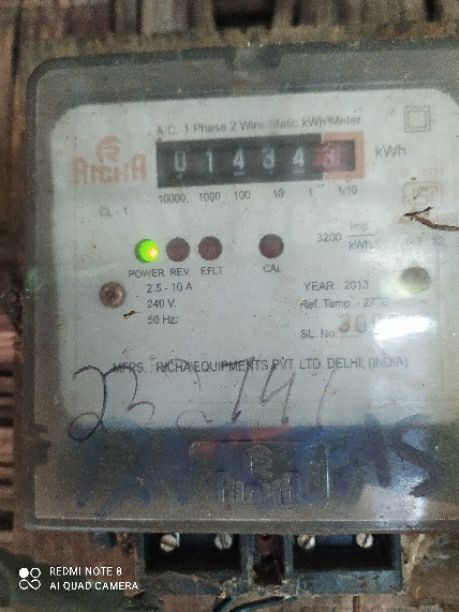 A.C. 1 Phase 2 Wire Static kWh Meter
RICHA
0 1 4 3 4 3 kWh
10000 1000 100 10 1 1/10
CL - 1
3200 Imp/kWh
POWER REV. EFLT CAL
2.5 - 10 A
240 V.
50 Hz.
YEAR : 2013
Ref. Temp. - 27°C
SL. No.
MFRS. : RICHA EQUIPMENTS PVT. LTD. DELHI, (INDIA)
RICHA
REDMI NOTE 8
AI QUAD CAMERA